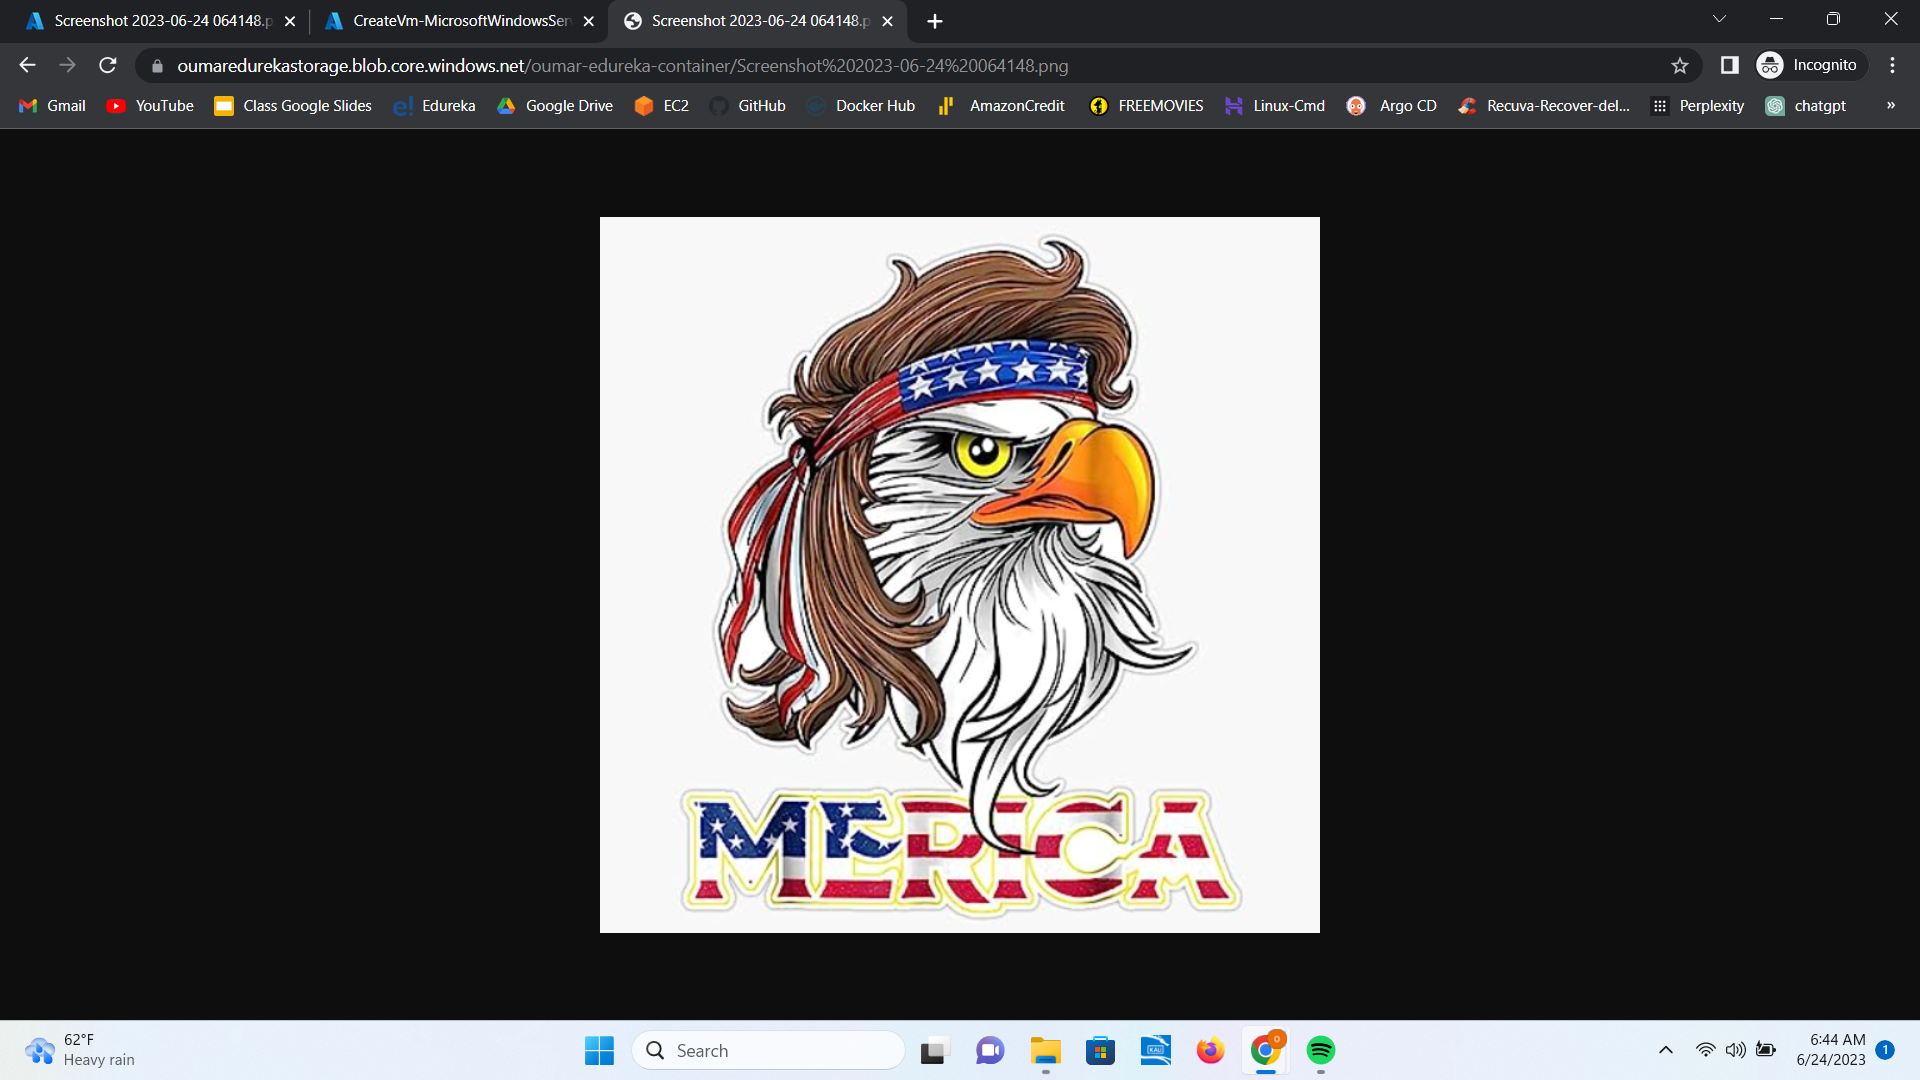 Screenshot 2023-06-24 064148.p
CreateVm-MicrosoftWindowsSer
Screenshot 2023-06-24 064148.p
oumaredurekastorage.blob.core.windows.net/oumar-edureka-container/Screenshot%202023-06-24%20064148.png
Incognito
Gmail
YouTube
Class Google Slides
e! Edureka
Google Drive
EC2
GitHub
Docker Hub
AmazonCredit
FREEMOVIES
Linux-Cmd
Argo CD
Recuva-Recover-del...
Perplexity
chatgpt
»
MERICA
62°F
Heavy rain
Search
KALI
0
6:44 AM
6/24/2023
1